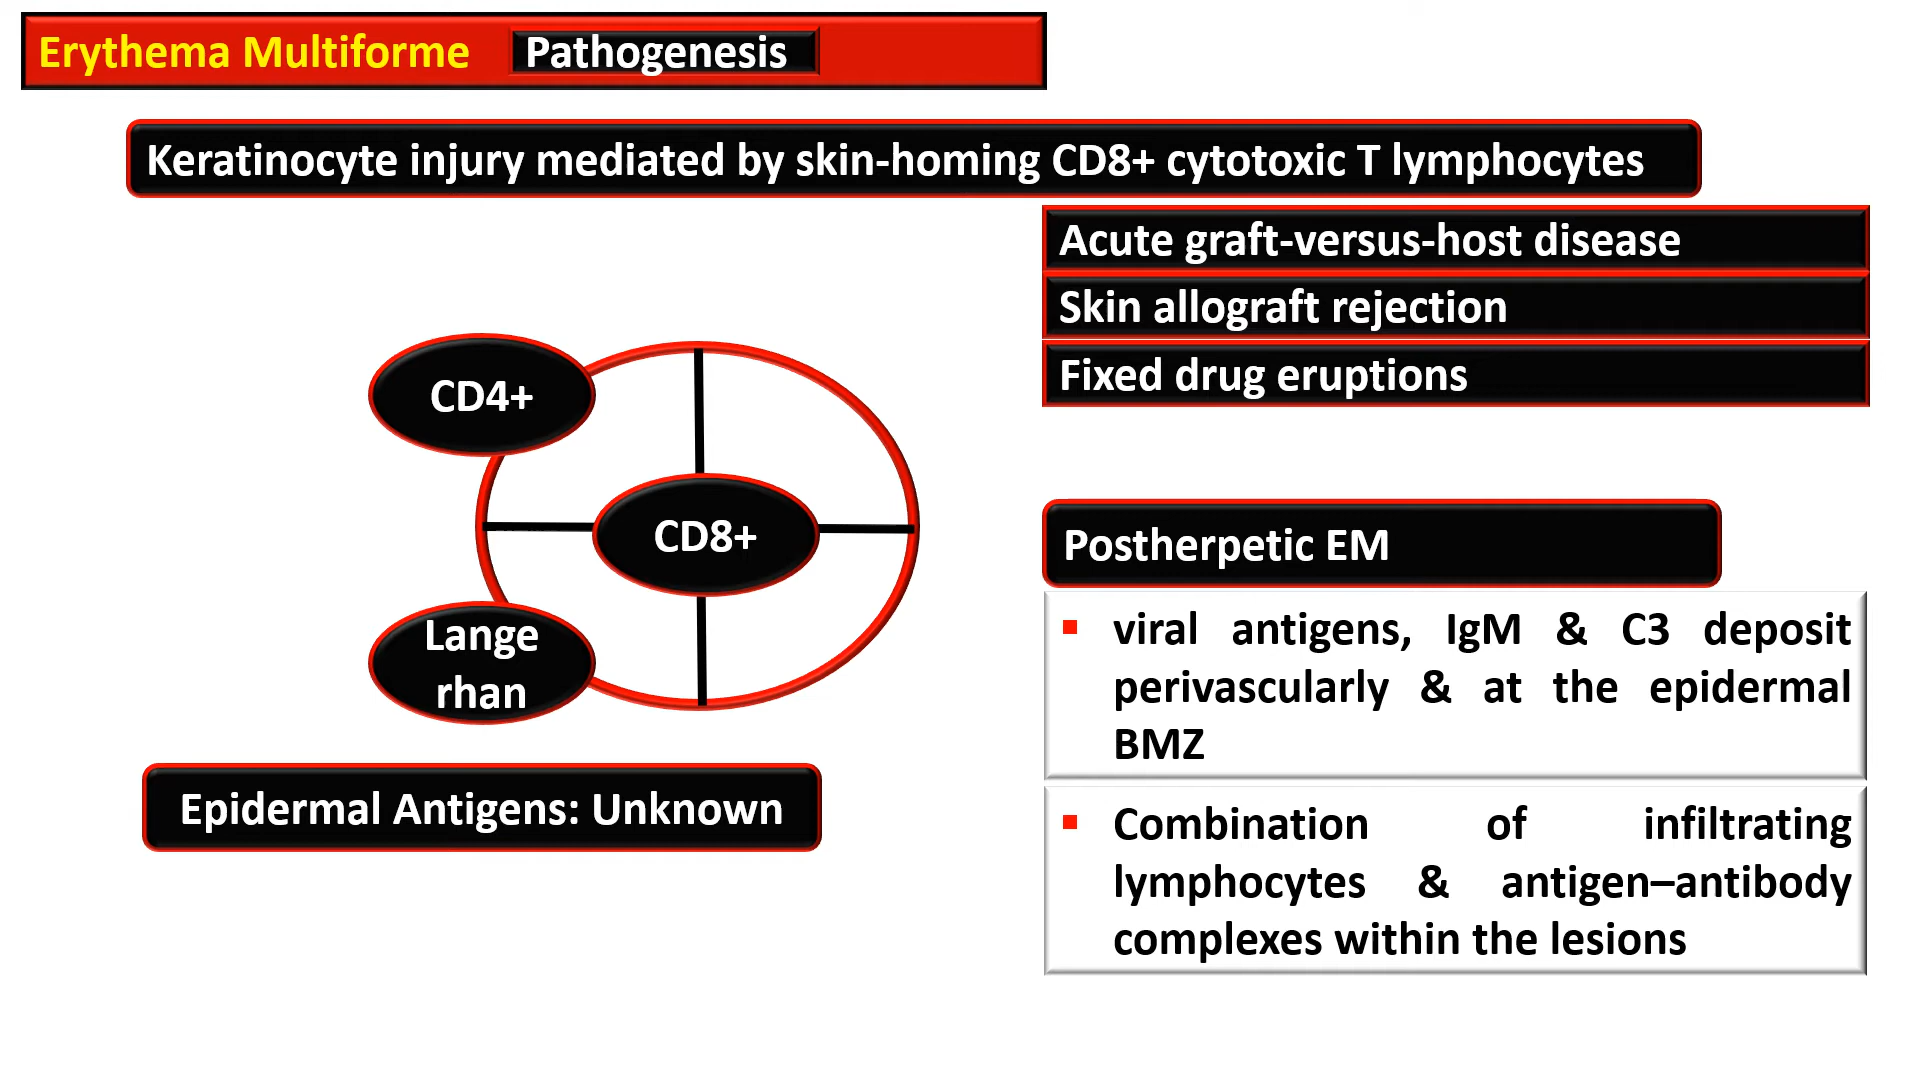 Erythema Multiforme Pathogenesis
Keratinocyte injury mediated by skin-homing CD8+ cytotoxic T lymphocytes
Acute graft-versus-host disease
Skin allograft rejection
Fixed drug eruptions
CD4+
CD8+
Lange
rhan
Epidermal Antigens: Unknown
Postherpetic EM
▪ viral antigens, IgM & C3 deposit
perivascularly & at the epidermal
BMZ
▪ Combination of infiltrating
lymphocytes & antigen–antibody
complexes within the lesions